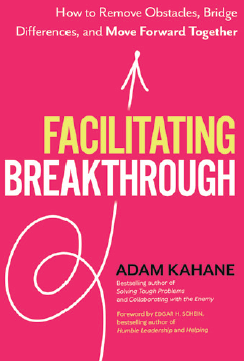 How to Remove Obstacles, Bridge
Differences, and Move Forward Together
FACILITATING
BREAKTHROUGH
ADAM KAHANE
Bestselling author of
Solving Tough Problems
and Collaborating with the Enemy
Foreword by EDGAR H. SCHEIN,
bestselling author of
Humble Leadership and Helping